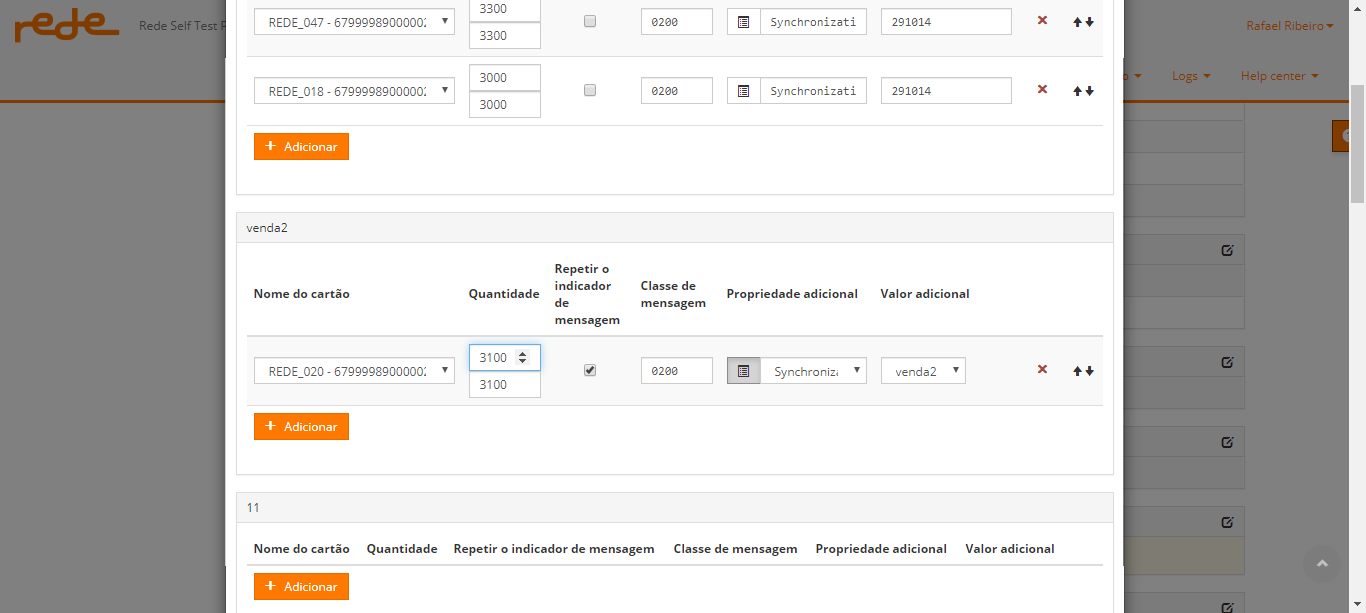 rede
Rede Self Test
Rafael Ribeiro
Logs
Help center
REDE_047 - 6799998900000
3300
3300
0200
Synchronizati
291014
REDE_018 - 6799998900000
3000
3000
0200
Synchronizati
291014
+ Adicionar
venda2
Nome do cartão
Quantidade
Repetir o
indicador
de
mensagem
Classe de
mensagem
Propriedade adicional
Valor adicional
REDE_020 - 6799998900000
3100
3100
0200
Synchroniz
venda2
+ Adicionar
11
Nome do cartão Quantidade Repetir o indicador de mensagem Classe de mensagem Propriedade adicional Valor adicional
+ Adicionar